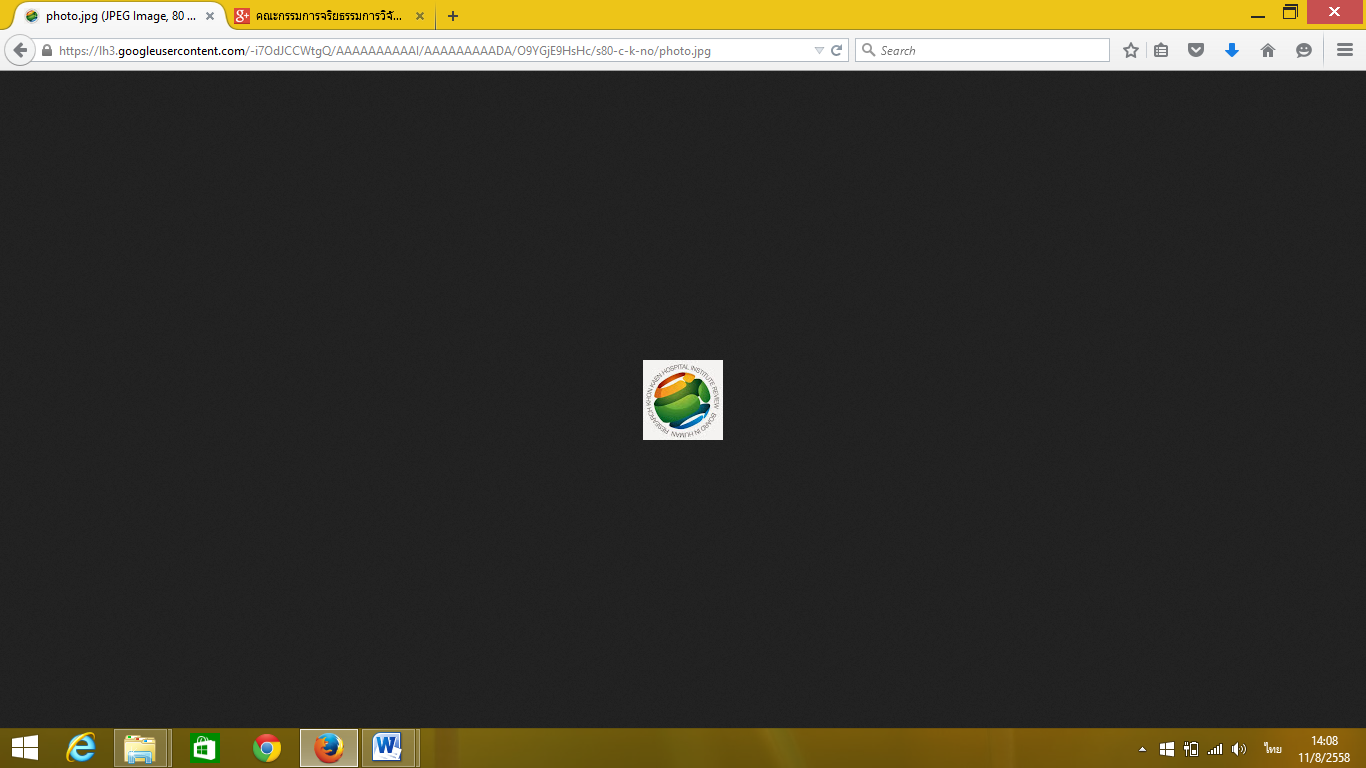 photo.jpg (JPEG Image, 80 ...
คณะกรรมการจริยธรรมการวิจั...
https://lh3.googleusercontent.com/-i7OdJCCWtgQ/AAAAAAAAAAI/AAAAAAAAADA/O9YGjE9HsHc/s80-c-k-no/photo.jpg
Search
KHON KAEN HOSPITAL INSTITUTE REVIEW BOARD IN HUMAN RESEARCH
ไทย
14:08
11/8/2558